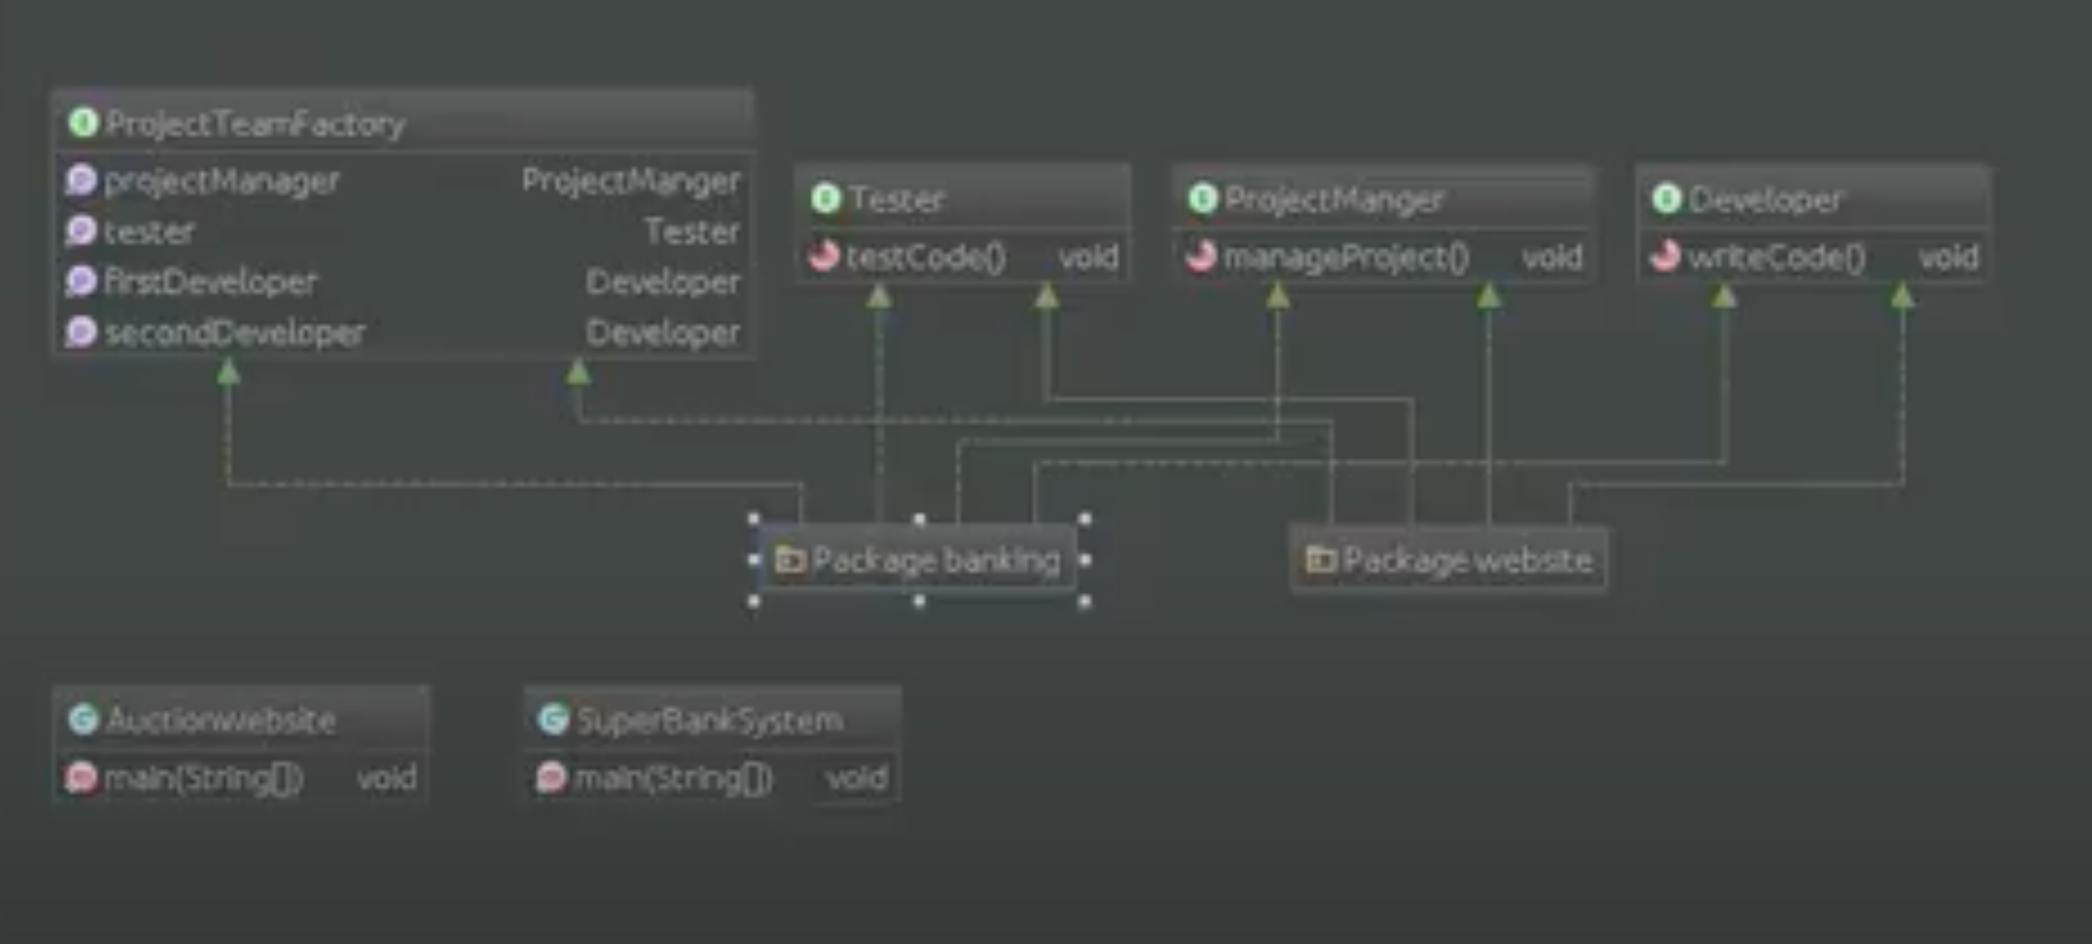 ProjectTeamFactory
projectManager ProjectManger
tester Tester
firstDeveloper Developer
secondDeveloper Developer
Tester
testCode() void
ProjectManger
manageProject() void
Developer
writeCode() void
Package banking
Package website
AuctionWebsite
main(String[]) void
SuperBankSystem
main(String[]) void